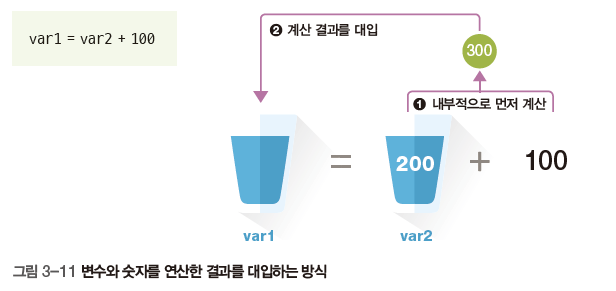 var1 = var2 + 100
❷ 계산 결과를 대입
300
❶ 내부적으로 먼저 계산
= 200 + 100
var1 var2
그림 3-11 변수와 숫자를 연산한 결과를 대입하는 방식